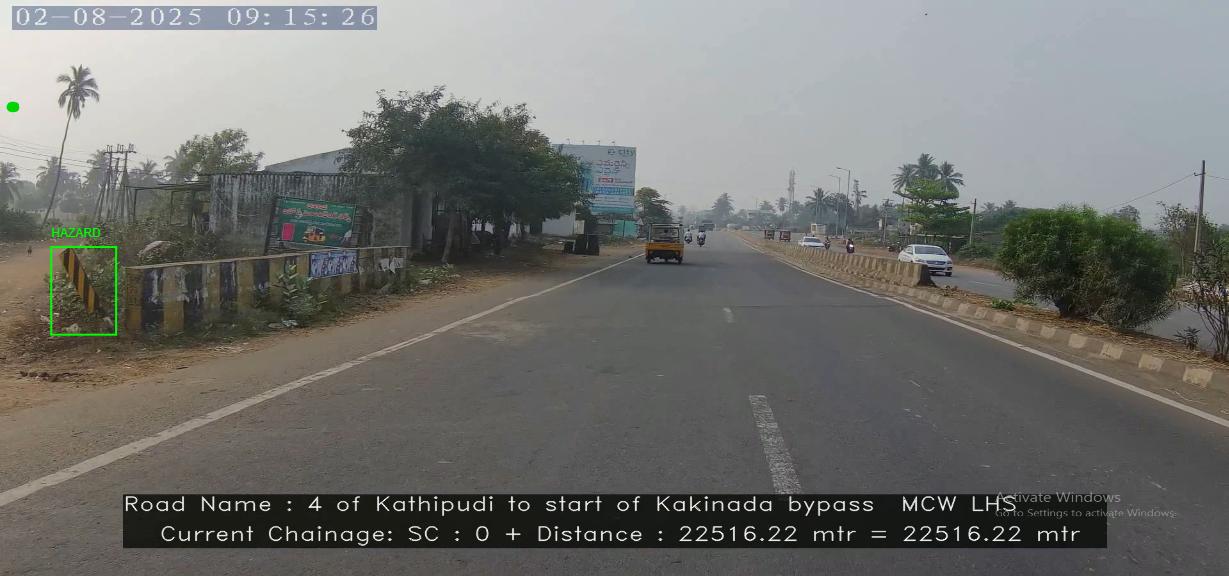 02-08-2025 09:15:26
HAZARD
Road Name : 4 of Kathipudi to start of Kakinada bypass MCW LHS
Activate Windows
Go to Settings to activate Windows.
Current Chainage: SC : 0 + Distance : 22516.22 mtr = 22516.22 mtr